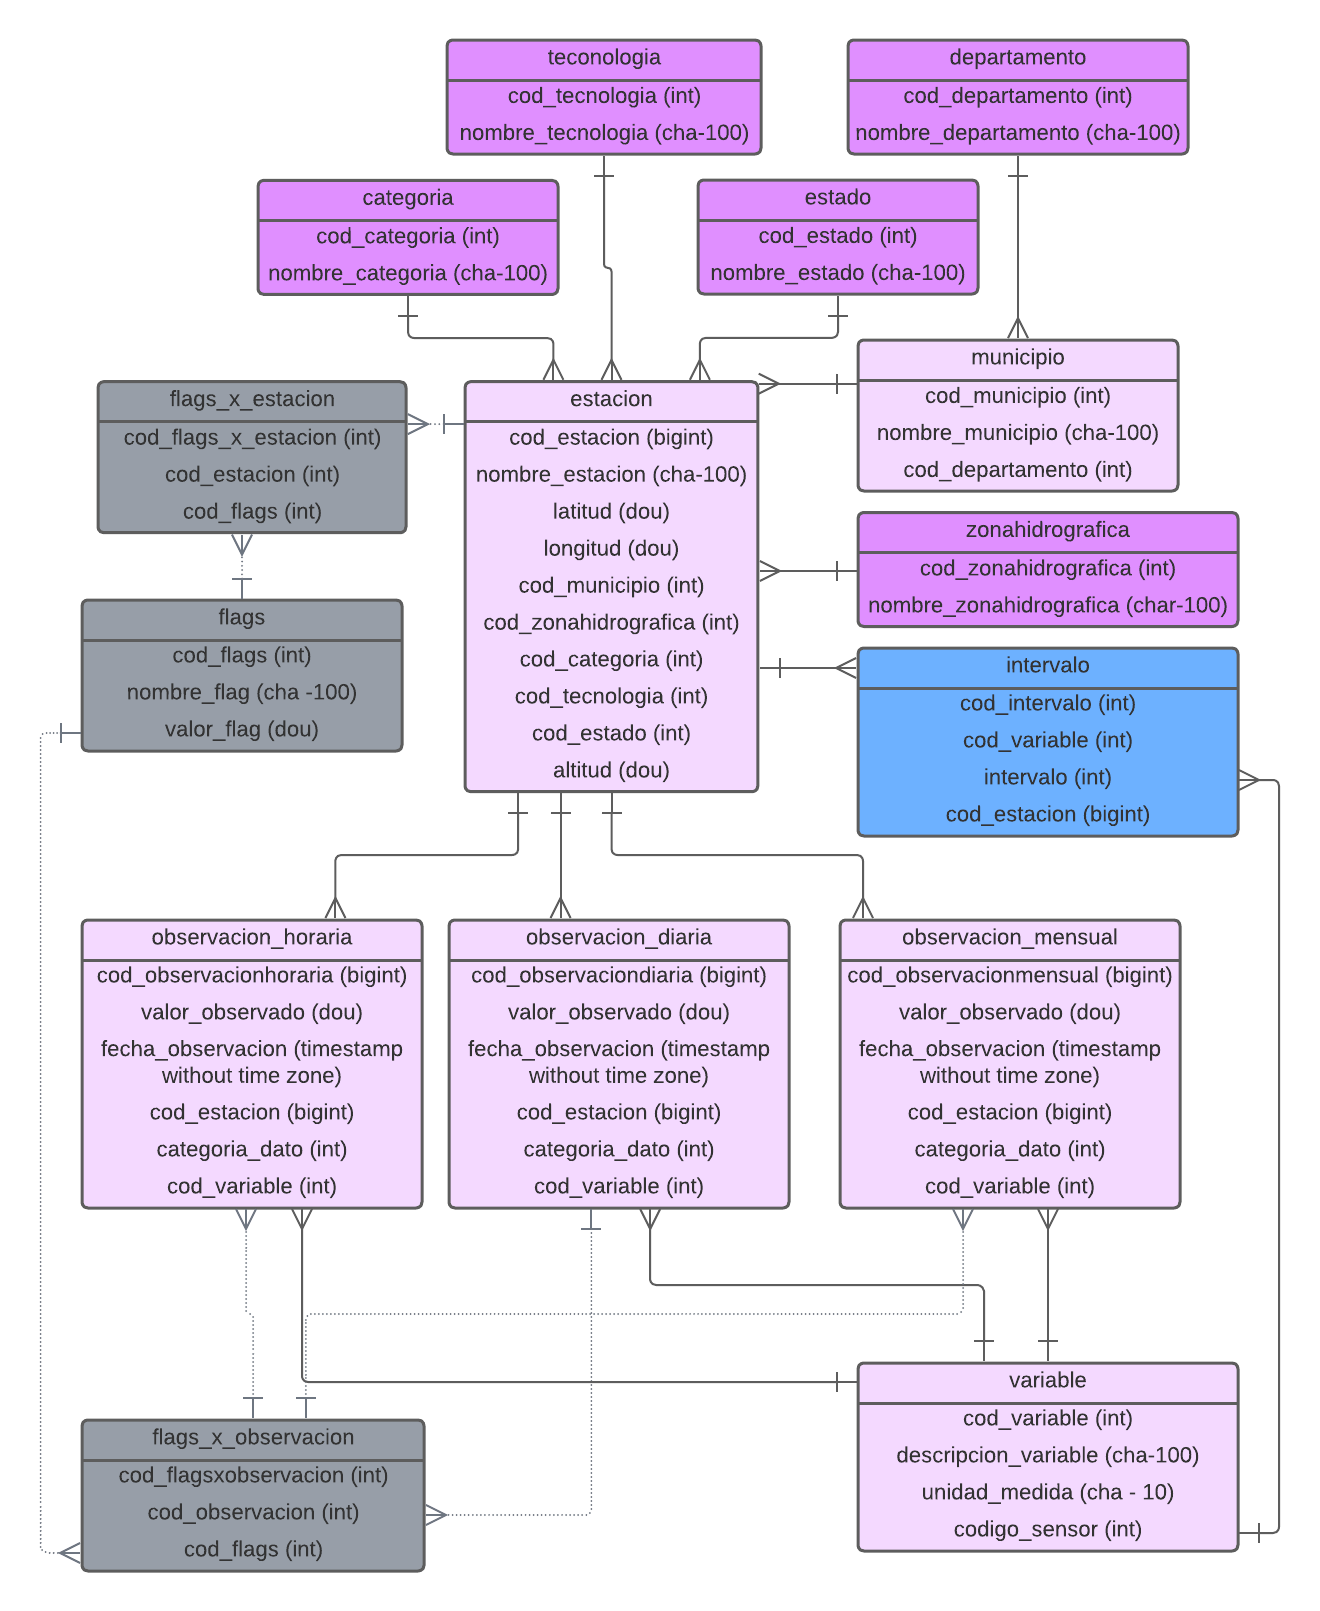 teconologia
cod_tecnologia (int)
nombre_tecnologia (cha-100)
departamento
cod_departamento (int)
nombre_departamento (cha-100)
categoria
cod_categoria (int)
nombre_categoria (cha-100)
estado
cod_estado (int)
nombre_estado (cha-100)
municipio
cod_municipio (int)
nombre_municipio (cha-100)
cod_departamento (int)
flags_x_estacion
cod_flags_x_estacion (int)
cod_estacion (int)
cod_flags (int)
estacion
cod_estacion (bigint)
nombre_estacion (cha-100)
latitud (dou)
longitud (dou)
cod_municipio (int)
cod_zonahidrografica (int)
cod_categoria (int)
cod_tecnologia (int)
cod_estado (int)
altitud (dou)
zonahidrografica
cod_zonahidrografica (int)
nombre_zonahidrografica (char-100)
flags
cod_flags (int)
nombre_flag (cha -100)
valor_flag (dou)
intervalo
cod_intervalo (int)
cod_variable (int)
intervalo (int)
cod_estacion (bigint)
observacion_horaria
cod_observacionhoraria (bigint)
valor_observado (dou)
fecha_observacion (timestamp
without time zone)
cod_estacion (bigint)
categoria_dato (int)
cod_variable (int)
observacion_diaria
cod_observaciondiaria (bigint)
valor_observado (dou)
fecha_observacion (timestamp
without time zone)
cod_estacion (bigint)
categoria_dato (int)
cod_variable (int)
observacion_mensual
cod_observacionmensual (bigint)
valor_observado (dou)
fecha_observacion (timestamp
without time zone)
cod_estacion (bigint)
categoria_dato (int)
cod_variable (int)
flags_x_observacion
cod_flagsxobservacion (int)
cod_observacion (int)
cod_flags (int)
variable
cod_variable (int)
descripcion_variable (cha-100)
unidad_medida (cha - 10)
codigo_sensor (int)